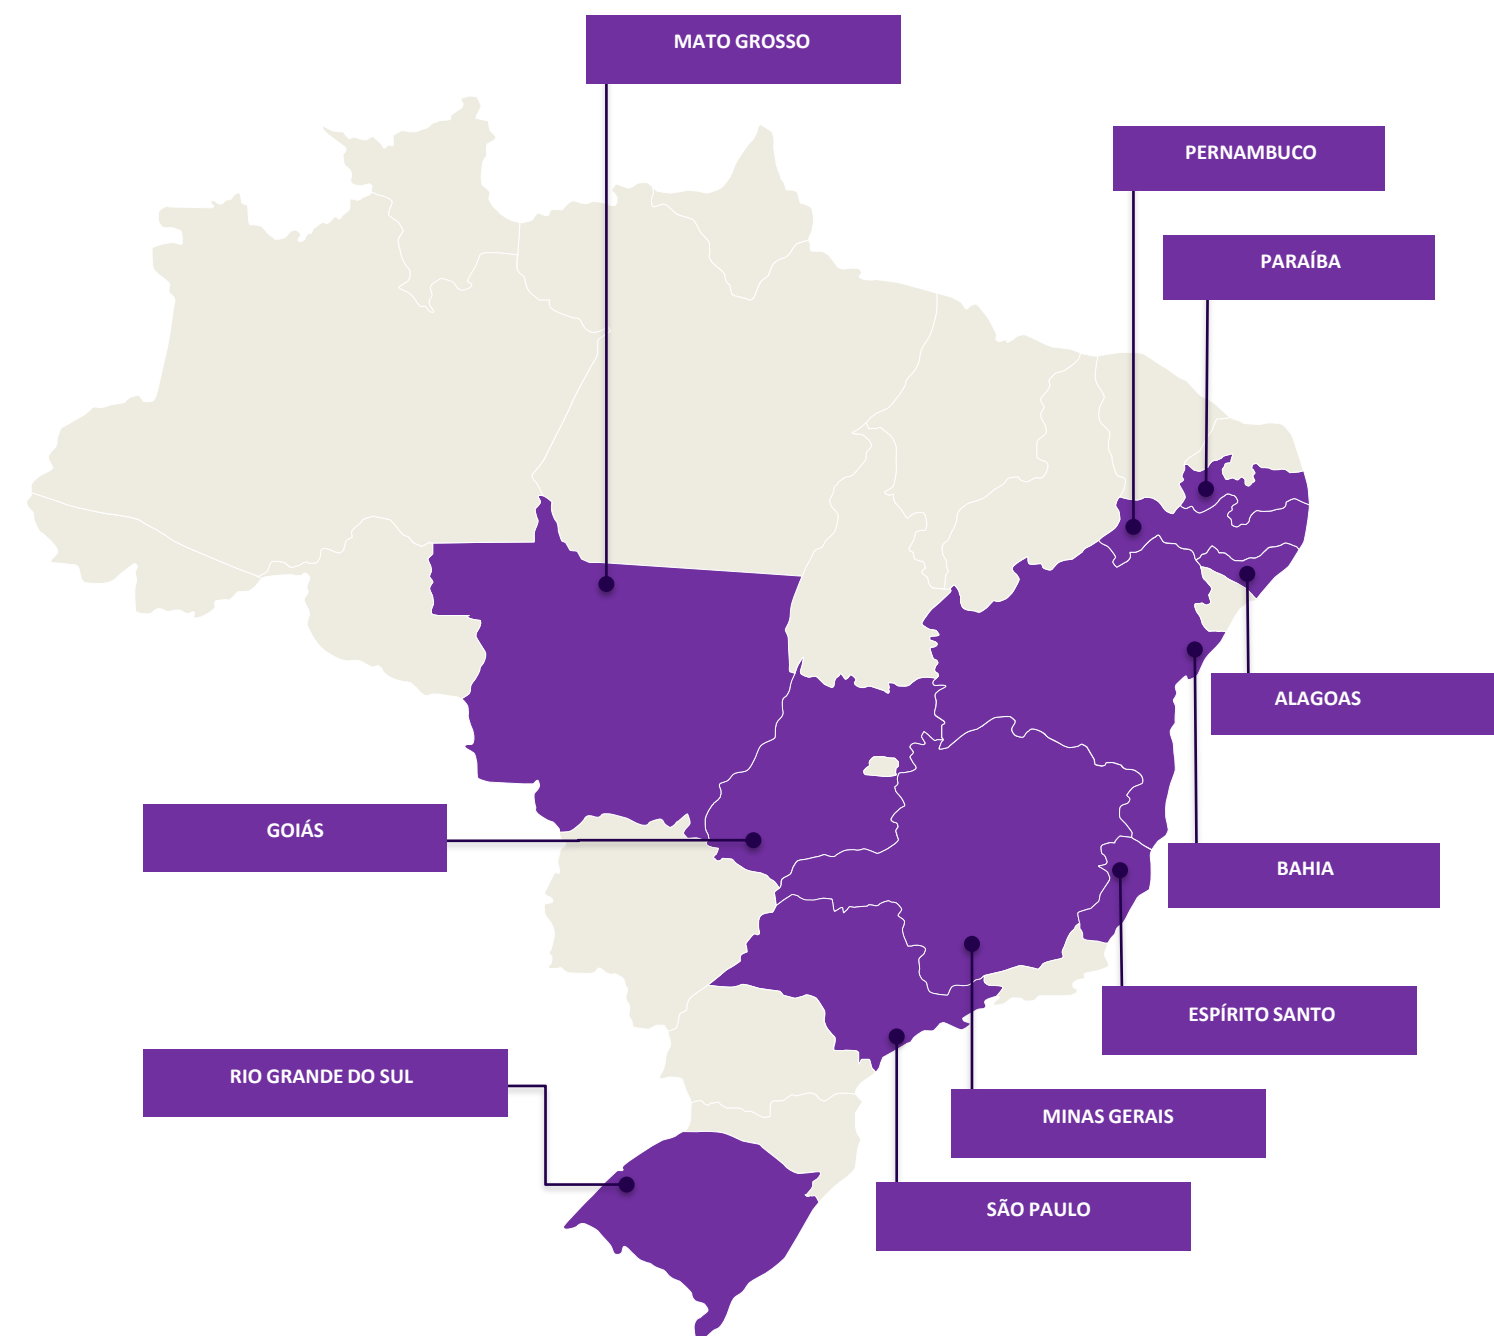 MATO GROSSO
PERNAMBUCO
PARAÍBA
ALAGOAS
GOIÁS
BAHIA
ESPÍRITO SANTO
RIO GRANDE DO SUL
MINAS GERAIS
SÃO PAULO